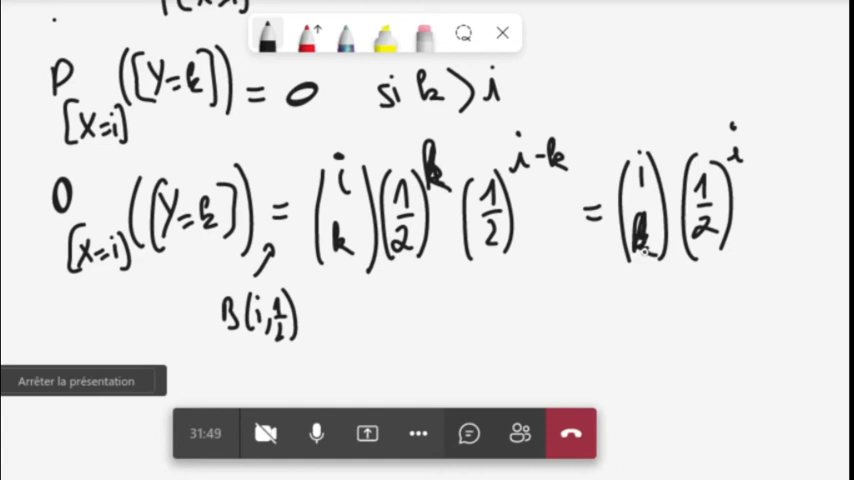 P[X=i]([Y=k]) = 0 si k > i
P[X=i]([Y=k]) = (i k) (1/2)^k (1/2)^(i-k) = (i k) (1/2)^i
B(i, 1/2)
Arrêter la présentation
31:49